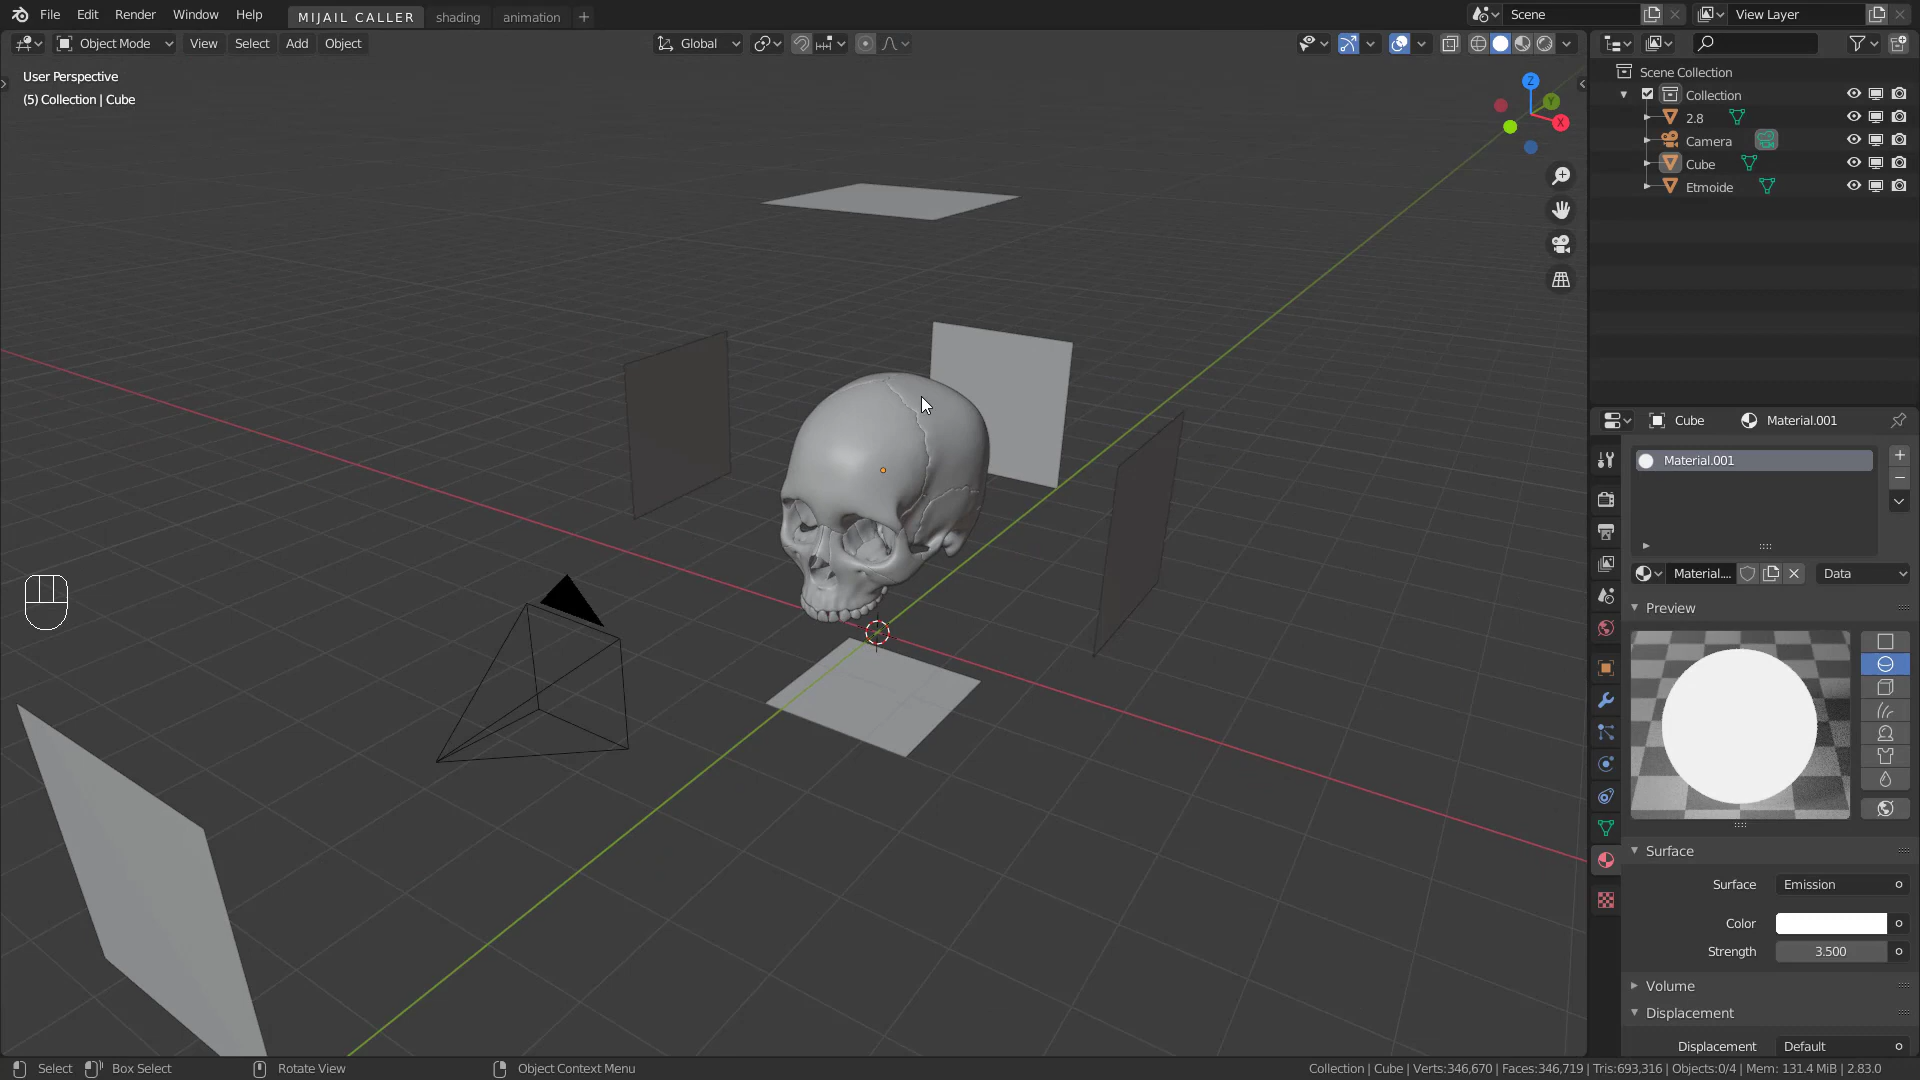 File Edit Render Window Help MIJAIL CALLER shading animation + Scene View Layer
Object Mode View Select Add Object Global
User Perspective
(5) Collection | Cube
Z
Y
X
Scene Collection
Collection
2.8
Camera
Cube
Etmoide
Cube Material.001
Material.001
Material.... Data
Preview
Surface
Surface Emission
Color
Strength 3.500
Volume
Displacement
Displacement Default
Select Box Select Rotate View Object Context Menu Collection | Cube | Verts:346,670 | Faces:346,719 | Tris:693,316 | Objects:0/4 | Mem: 131.4 MiB | 2.83.0